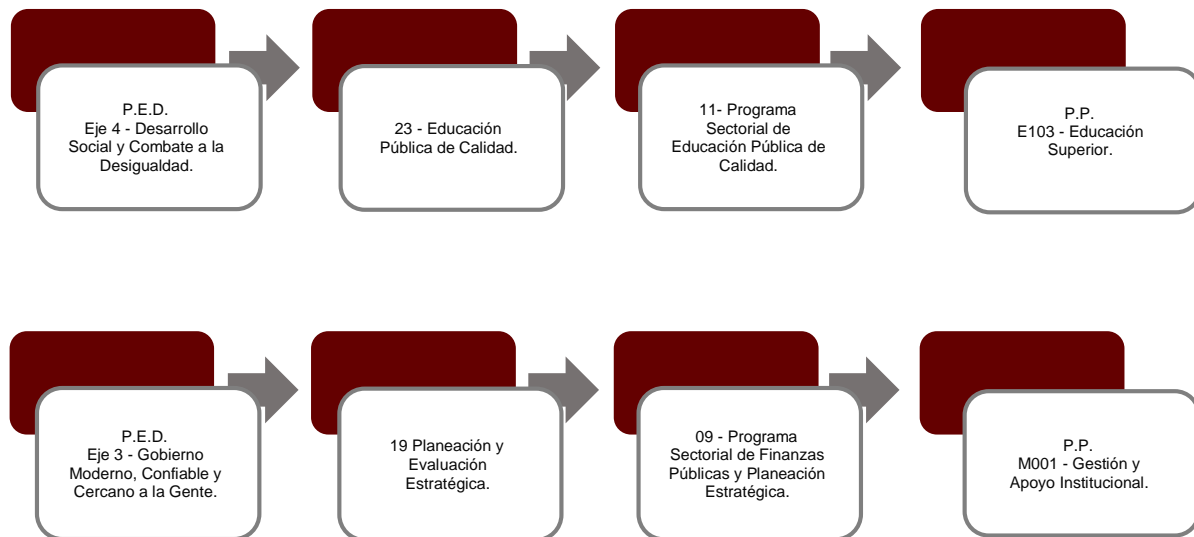 P.E.D.
Eje 4 - Desarrollo
Social y Combate a la
Desigualdad.
23 - Educación
Pública de Calidad.
11- Programa
Sectorial de
Educación Pública de
Calidad.
P.P.
E103 - Educación
Superior.
P.E.D.
Eje 3 - Gobierno
Moderno, Confiable y
Cercano a la Gente.
19 Planeación y
Evaluación
Estratégica.
09 - Programa
Sectorial de Finanzas
Públicas y Planeación
Estratégica.
P.P.
M001 - Gestión y
Apoyo Institucional.